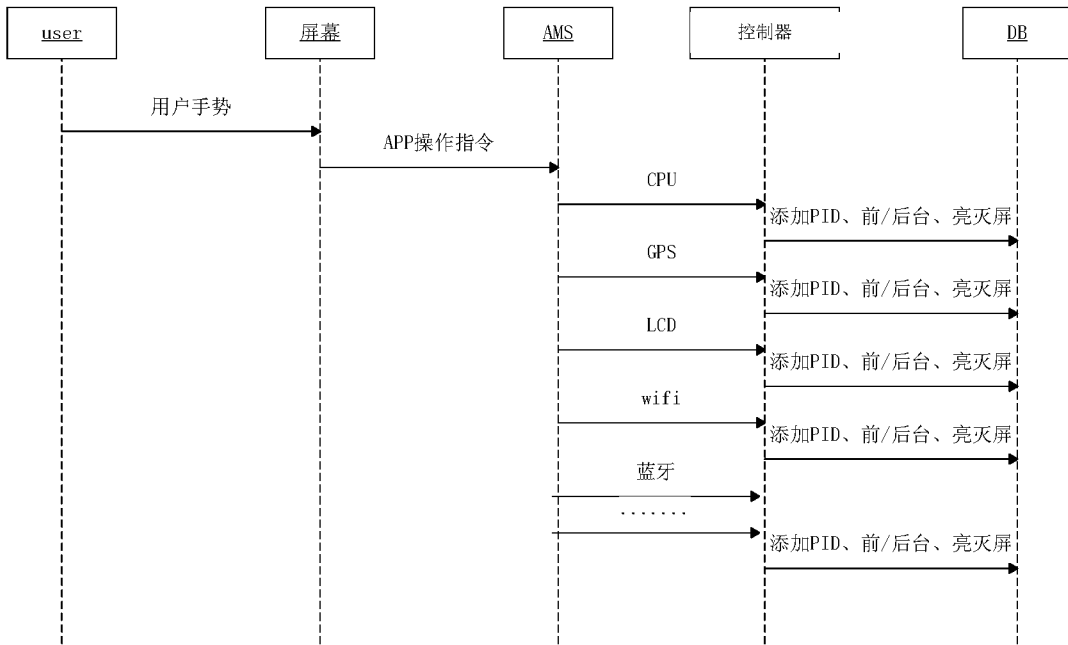 user
屏幕
AMS
控制器
DB
用户手势
APP操作指令
CPU
添加PID、前/后台、亮灭屏
GPS
添加PID、前/后台、亮灭屏
LCD
添加PID、前/后台、亮灭屏
wifi
添加PID、前/后台、亮灭屏
蓝牙
.......
添加PID、前/后台、亮灭屏